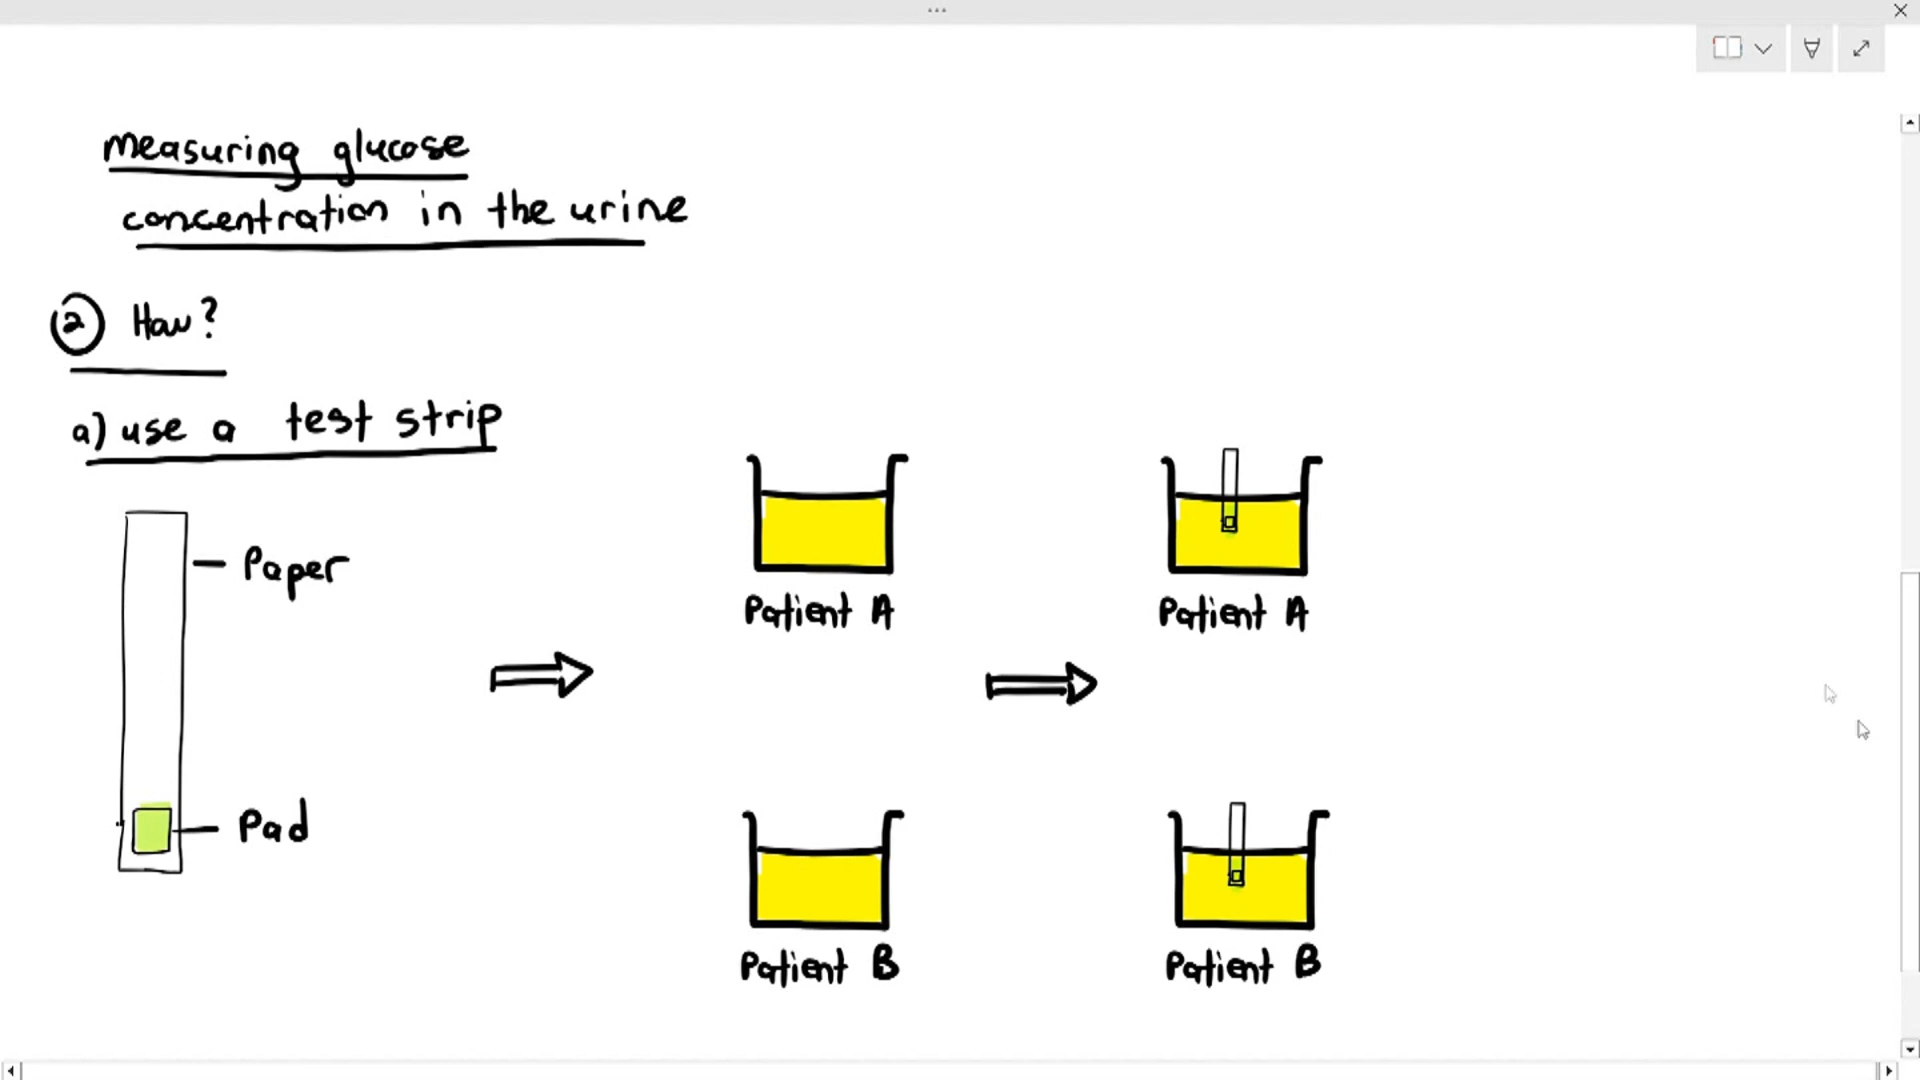 measuring glucose
concentration in the urine
2 How?
a) use a test strip
Paper
Pad
Patient A
Patient A
Patient B
Patient B